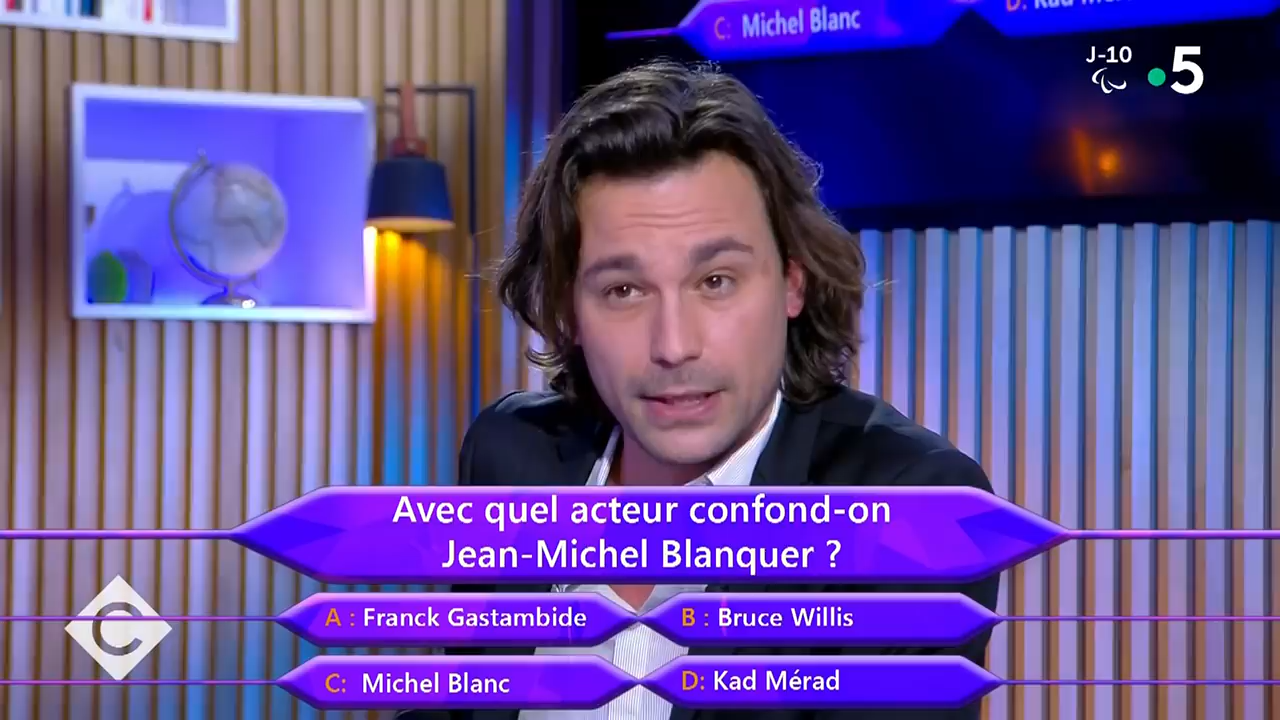 C: Michel Blanc
D: Kad
J-10
5
Avec quel acteur confond-on
Jean-Michel Blanquer ?
A : Franck Gastambide
B : Bruce Willis
C: Michel Blanc
D: Kad Mérad
C